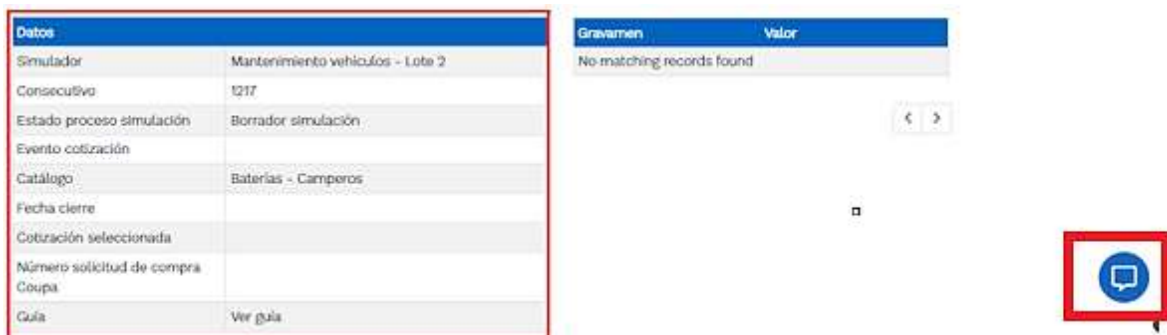 Datos
Simulador Mantenimiento vehículos - Lote 2
Consecutivo 1217
Estado proceso simulación Borrador simulación
Evento cotización
Catálogo Baterías - Camperos
Fecha cierre
Cotización seleccionada
Número solicitud de compra
Coupa
Guía Ver guía
Gravamen Valor
No matching records found